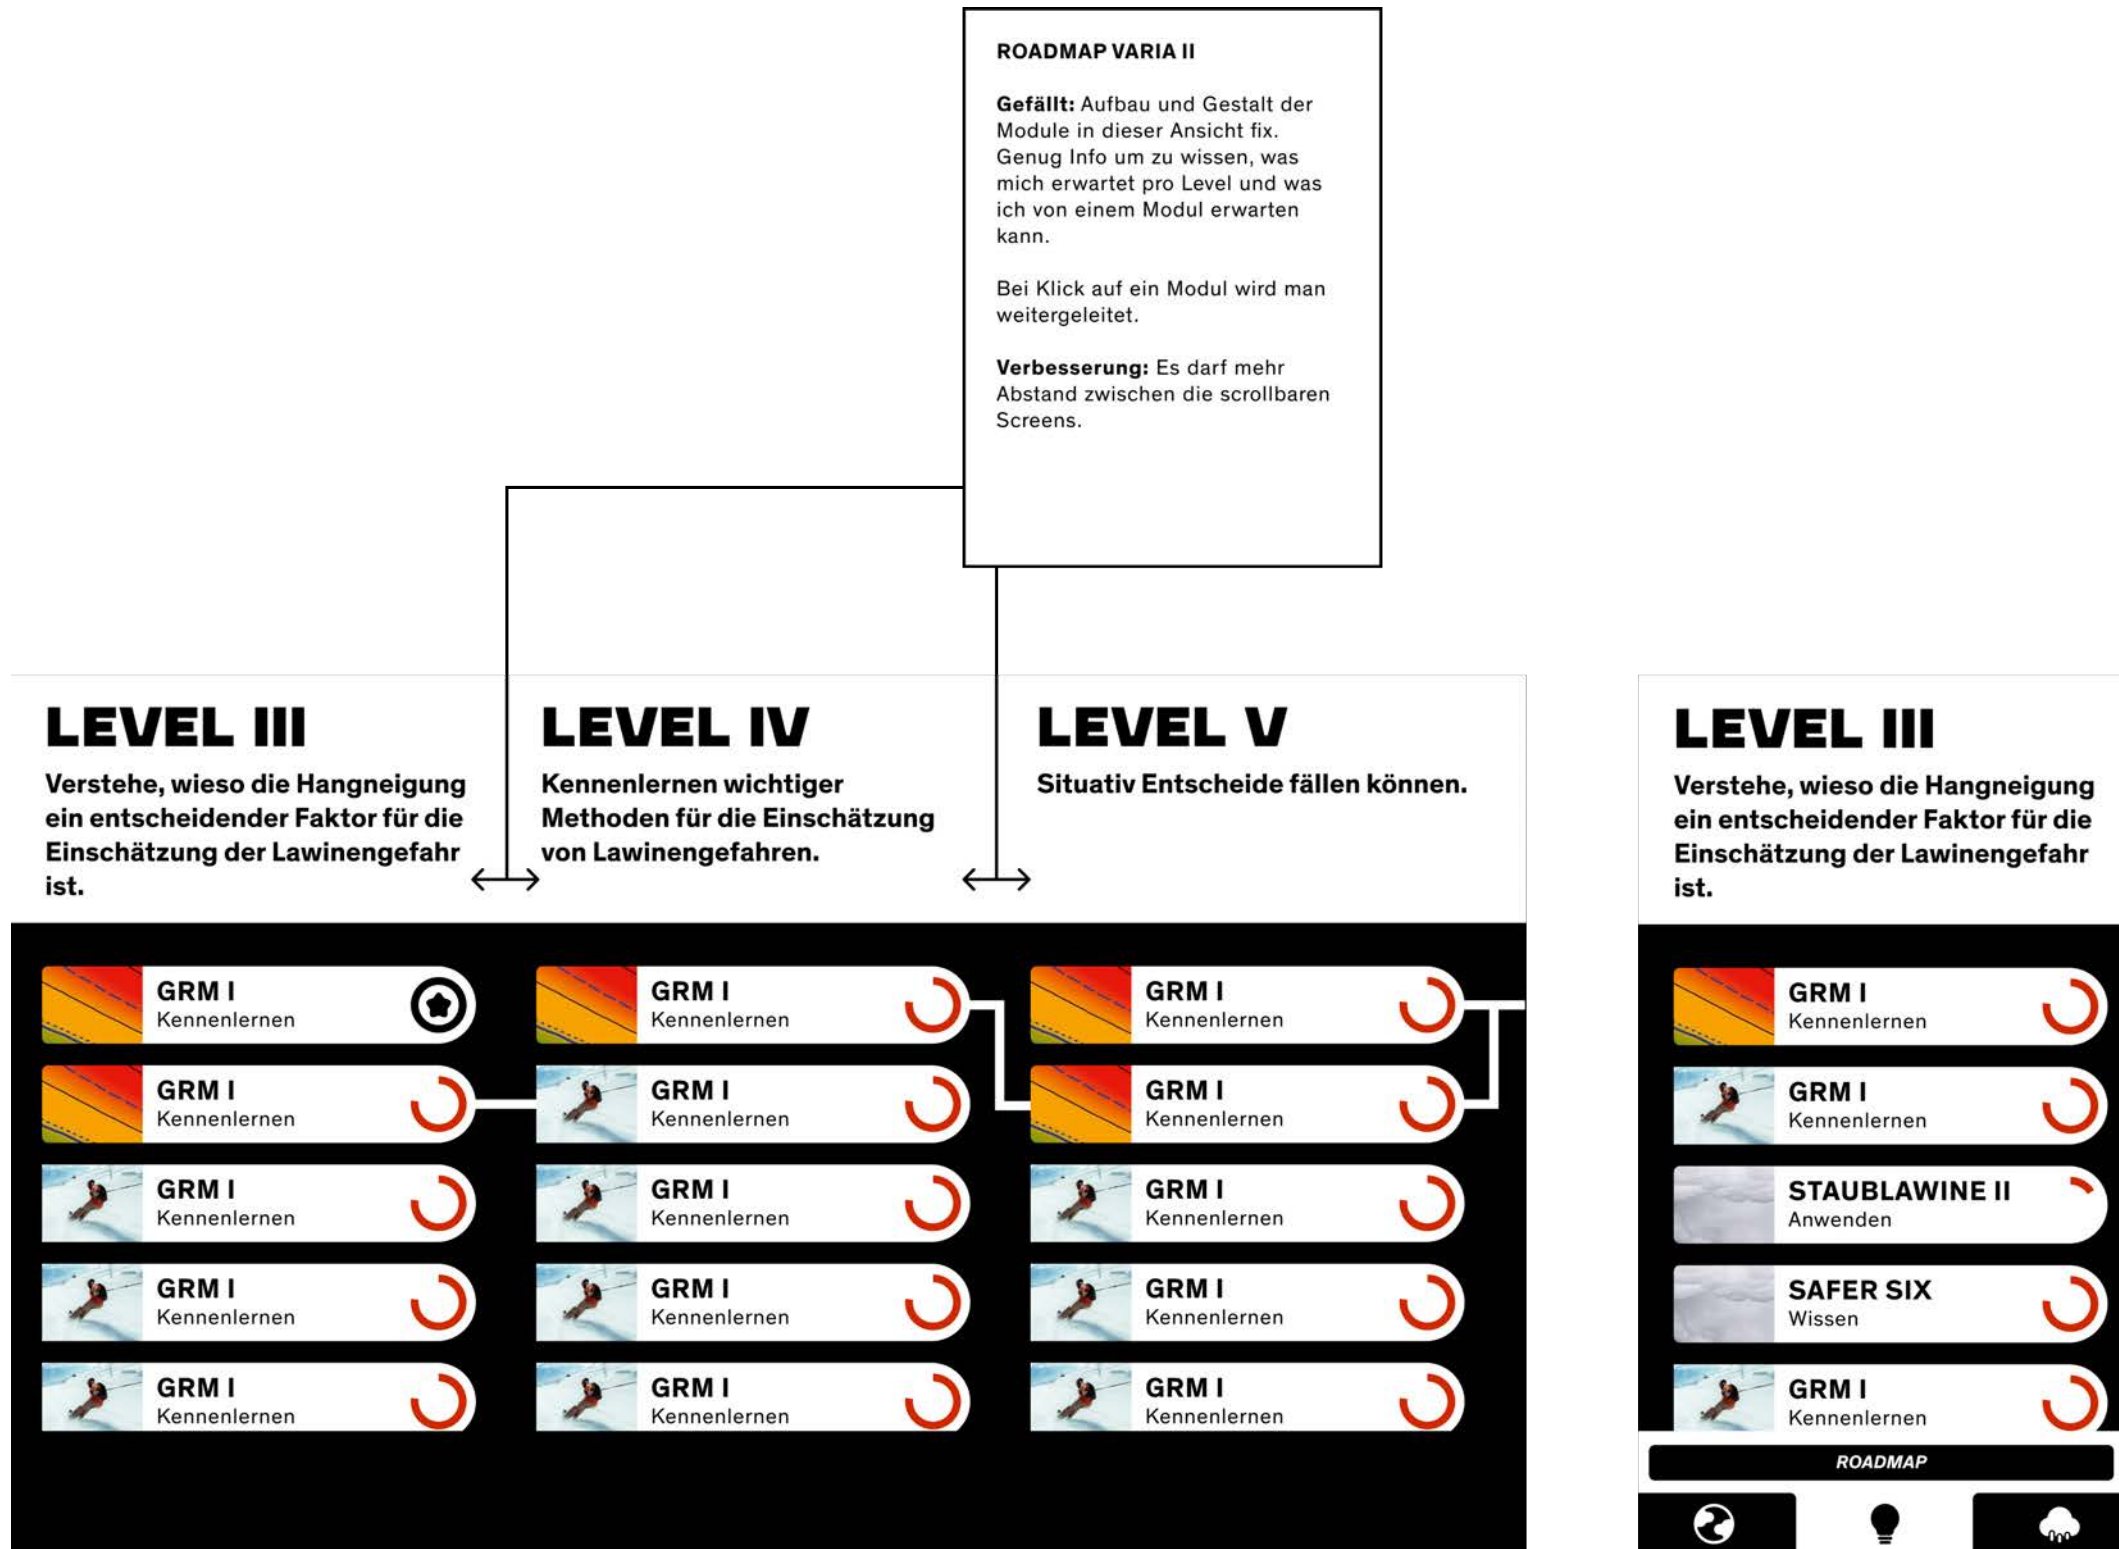 ROADMAP VARIA II
Gefällt: Aufbau und Gestalt der
Module in dieser Ansicht fix.
Genug Info um zu wissen, was
mich erwartet pro Level und was
ich von einem Modul erwarten
kann.
Bei Klick auf ein Modul wird man
weitergeleitet.
Verbesserung: Es darf mehr
Abstand zwischen die scrollbaren
Screens.
LEVEL III
Verstehe, wieso die Hangneigung
ein entscheidender Faktor für die
Einschätzung der Lawinengefahr
ist.
GRM I
Kennenlernen
GRM I
Kennenlernen
GRM I
Kennenlernen
GRM I
Kennenlernen
GRM I
Kennenlernen
LEVEL IV
Kennenlernen wichtiger
Methoden für die Einschätzung
von Lawinengefahren.
GRM I
Kennenlernen
GRM I
Kennenlernen
GRM I
Kennenlernen
GRM I
Kennenlernen
GRM I
Kennenlernen
LEVEL V
Situativ Entscheide fällen können.
GRM I
Kennenlernen
GRM I
Kennenlernen
GRM I
Kennenlernen
GRM I
Kennenlernen
GRM I
Kennenlernen
LEVEL III
Verstehe, wieso die Hangneigung
ein entscheidender Faktor für die
Einschätzung der Lawinengefahr
ist.
GRM I
Kennenlernen
GRM I
Kennenlernen
STAUBLAWINE II
Anwenden
SAFER SIX
Wissen
GRM I
Kennenlernen
ROADMAP